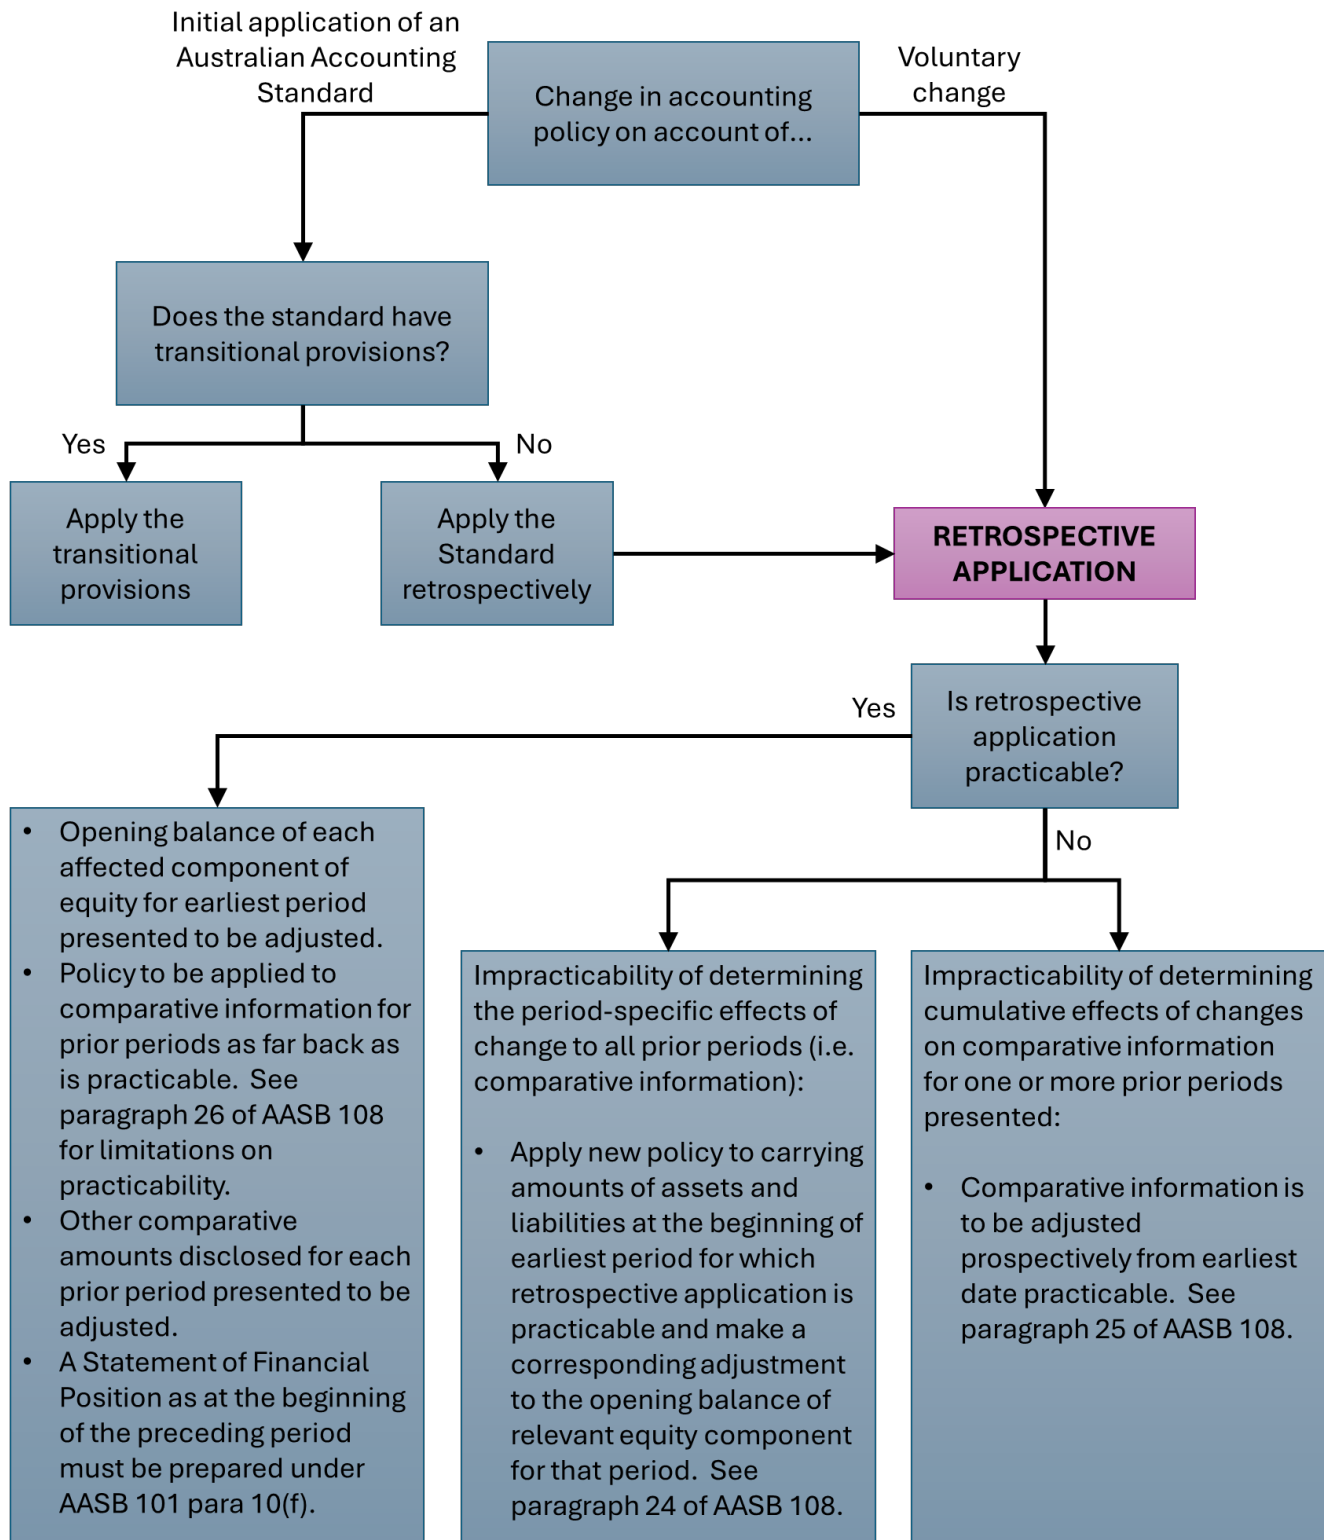 Initial application of an
Australian Accounting
Standard
Change in accounting
policy on account of...
Voluntary
change
Does the standard have
transitional provisions?
Yes
No
Apply the
transitional
provisions
Apply the
Standard
retrospectively
RETROSPECTIVE
APPLICATION
Is retrospective
application
practicable?
Yes
No
• Opening balance of each
affected component of
equity for earliest period
presented to be adjusted.
• Policy to be applied to
comparative information for
prior periods as far back as
is practicable.  See
paragraph 26 of AASB 108
for limitations on
practicability.
• Other comparative
amounts disclosed for each
prior period presented to be
adjusted.
• A Statement of Financial
Position as at the beginning
of the preceding period
must be prepared under
AASB 101 para 10(f).
Impracticability of determining
the period-specific effects of
change to all prior periods (i.e.
comparative information):
• Apply new policy to carrying
amounts of assets and
liabilities at the beginning of
earliest period for which
retrospective application is
practicable and make a
corresponding adjustment
to the opening balance of
relevant equity component
for that period.  See
paragraph 24 of AASB 108.
Impracticability of determining
cumulative effects of changes
on comparative information
for one or more prior periods
presented:
• Comparative information is
to be adjusted
prospectively from earliest
date practicable.  See
paragraph 25 of AASB 108.